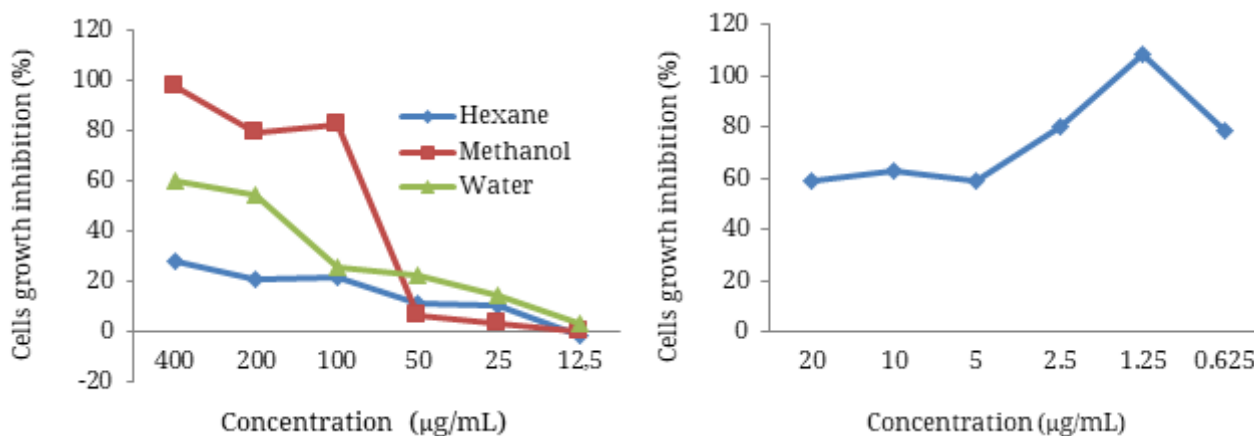 Cells growth inhibition (%)
120
100
80
60
40
20
0
-20
Hexane
Methanol
Water
400 200 100 50 25 12,5
Concentration (μg/mL)
Cells growth inhibition (%)
120
100
80
60
40
20
0
20 10 5 2.5 1.25 0.625
Concentration (μg/mL)